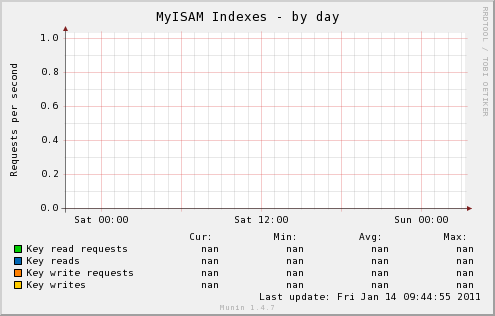 MyISAM Indexes - by day
RRDTOOL / TOBI OETIKER
Requests per second
1.0
0.8
0.6
0.4
0.2
0.0
Sat 00:00 Sat 12:00 Sun 00:00
Cur: Min: Avg: Max:
Key read requests nan nan nan nan
Key reads nan nan nan nan
Key write requests nan nan nan nan
Key writes nan nan nan nan
Last update: Fri Jan 14 09:44:55 2011
Munin 1.4.7